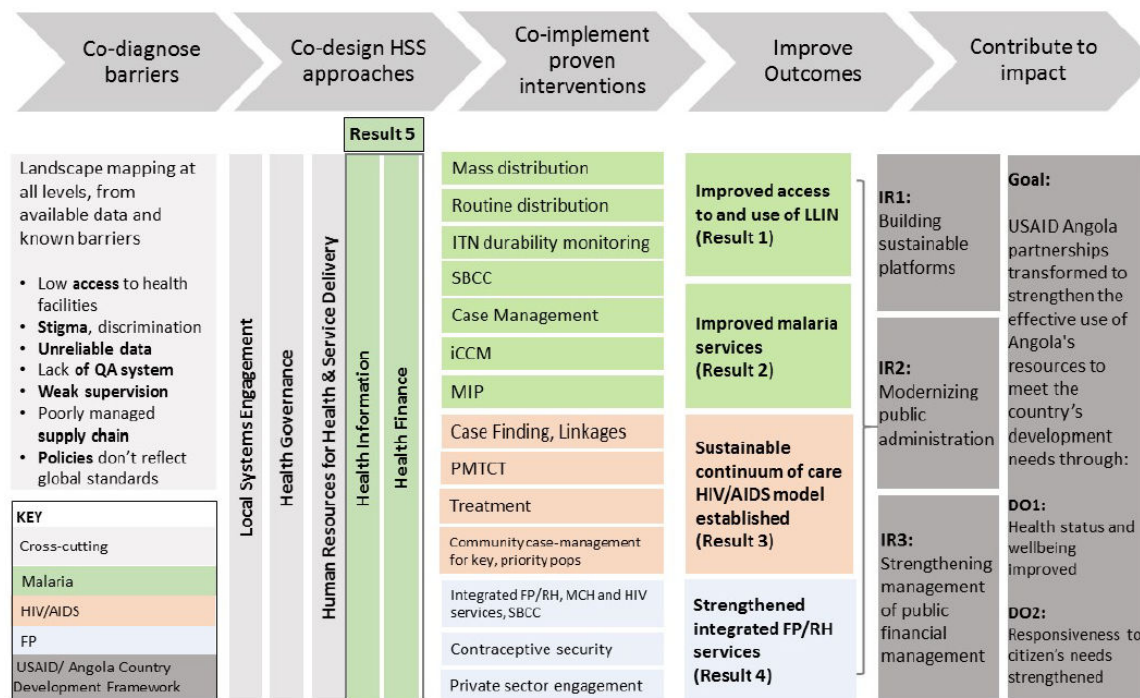 Co-diagnose
barriers
Co-design HSS
approaches
Co-implement
proven
interventions
Improve
Outcomes
Contribute to
impact
Result 5
Landscape mapping at
all levels, from
available data and
known barriers
• Low access to health
facilities
• Stigma, discrimination
• Unreliable data
• Lack of QA system
• Weak supervision
• Poorly managed
supply chain
• Policies don't reflect
global standards
KEY
Cross-cutting
Malaria
HIV/AIDS
FP
USAID/ Angola Country
Development Framework
Local Systems Engagement
Health Governance
Human Resources for Health & Service Delivery
Health Information
Health Finance
Mass distribution
Routine distribution
ITN durability monitoring
SBCC
Case Management
iCCM
MIP
Case Finding, Linkages
PMTCT
Treatment
Community case-management
for key, priority pops
Integrated FP/RH, MCH and HIV
services, SBCC
Contraceptive security
Private sector engagement
Improved access
to and use of LLIN
(Result 1)
Improved malaria
services
(Result 2)
Sustainable
continuum of care
HIV/AIDS model
established
(Result 3)
Strengthened
integrated FP/RH
services
(Result 4)
IR1:
Building
sustainable
platforms
IR2:
Modernizing
public
administration
IR3:
Strengthening
management
of public
financial
management
Goal:
USAID Angola
partnerships
transformed to
strengthen the
effective use of
Angola's
resources to
meet the
country's
development
needs through:
DO1:
Health status and
wellbeing
improved
DO2:
Responsiveness to
citizen's needs
strengthened